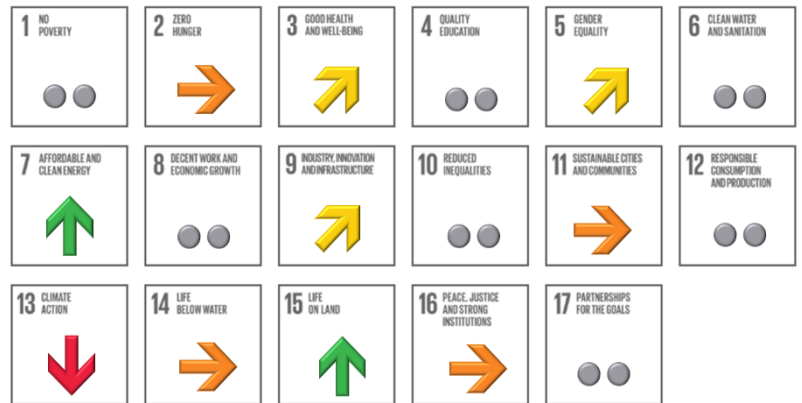 1 NO
POVERTY
2 ZERO
HUNGER
3 GOOD HEALTH
AND WELL-BEING
4 QUALITY
EDUCATION
5 GENDER
EQUALITY
6 CLEAN WATER
AND SANITATION
7 AFFORDABLE AND
CLEAN ENERGY
8 DECENT WORK AND
ECONOMIC GROWTH
9 INDUSTRY, INNOVATION
AND INFRASTRUCTURE
10 REDUCED
INEQUALITIES
11 SUSTAINABLE CITIES
AND COMMUNITIES
12 RESPONSIBLE
CONSUMPTION
AND PRODUCTION
13 CLIMATE
ACTION
14 LIFE
BELOW WATER
15 LIFE
ON LAND
16 PEACE, JUSTICE
AND STRONG
INSTITUTIONS
17 PARTNERSHIPS
FOR THE GOALS